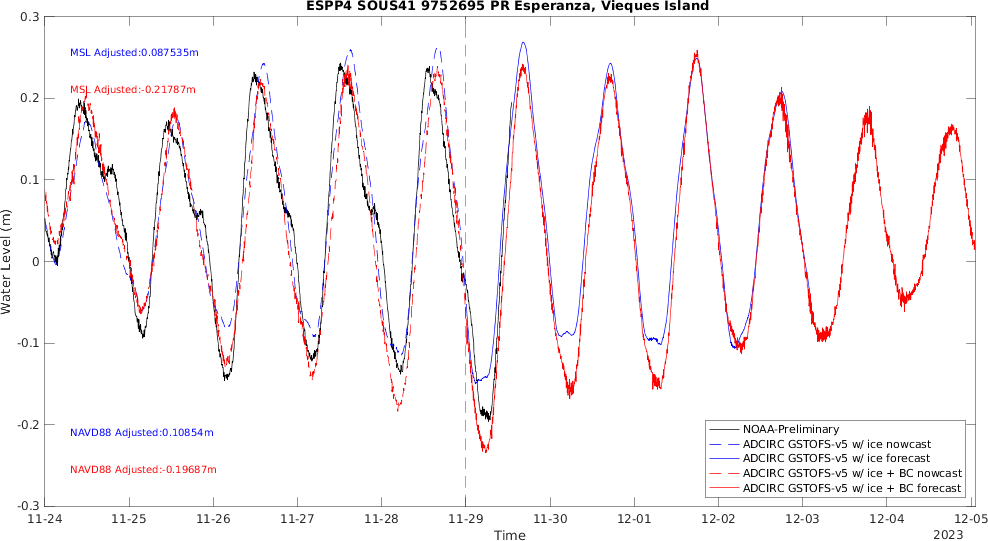 ESPP4 SOUS41 9752695 PR Esperanza, Vieques Island
0.3
0.2
0.1
0
-0.1
-0.2
-0.3
Water Level (m)
MSL Adjusted:0.087535m
MSL Adjusted:-0.21787m
NAVD88 Adjusted:0.10854m
NAVD88 Adjusted:-0.19687m
NOAA-Preliminary
ADCIRC GSTOFS-v5 w/ ice nowcast
ADCIRC GSTOFS-v5 w/ ice forecast
ADCIRC GSTOFS-v5 w/ ice + BC nowcast
ADCIRC GSTOFS-v5 w/ ice + BC forecast
11-24 11-25 11-26 11-27 11-28 11-29 11-30 12-01 12-02 12-03 12-04 12-05
Time
2023